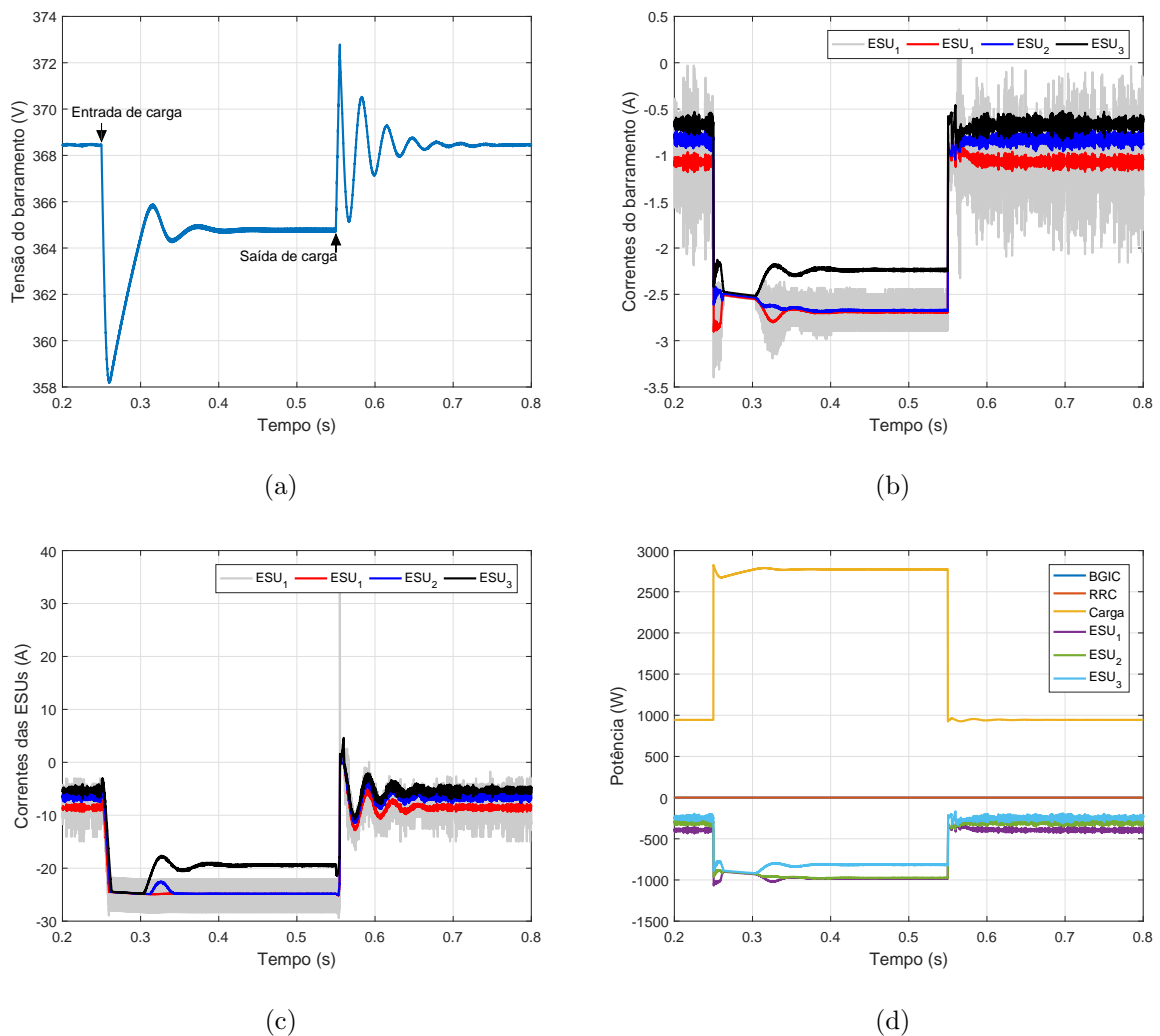 374
372
370
368
366
364
362
360
358
0.2 0.3 0.4 0.5 0.6 0.7 0.8
Tempo (s)
Tensão do barramento (V)
Entrada de carga
Saída de carga
(a)
0.5
0
-0.5
-1
-1.5
-2
-2.5
-3
-3.5
0.2 0.3 0.4 0.5 0.6 0.7 0.8
Tempo (s)
Correntes do barramento (A)
ESU1 ESU1 ESU2 ESU3
(b)
40
30
20
10
0
-10
-20
-30
0.2 0.3 0.4 0.5 0.6 0.7 0.8
Tempo (s)
Correntes das ESUs (A)
ESU1 ESU1 ESU2 ESU3
(c)
3000
2500
2000
1500
1000
500
0
-500
-1000
-1500
0.2 0.3 0.4 0.5 0.6 0.7 0.8
Tempo (s)
Potência (W)
BGIC
RRC
Carga
ESU1
ESU2
ESU3
(d)